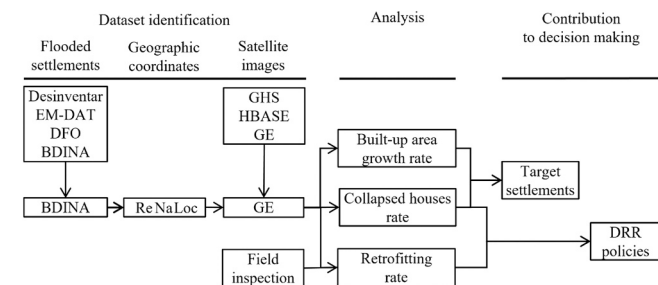 Dataset identification
Analysis
Contribution
to decision making
Flooded
settlements
Geographic
coordinates
Satellite
images
Desinventar
EM-DAT
DFO
BDINA
GHS
HBASE
GE
Built-up area
growth rate
Target
settlements
BDINA
ReNaLoc
GE
Collapsed houses
rate
DRR
policies
Field
inspection
Retrofitting
rate